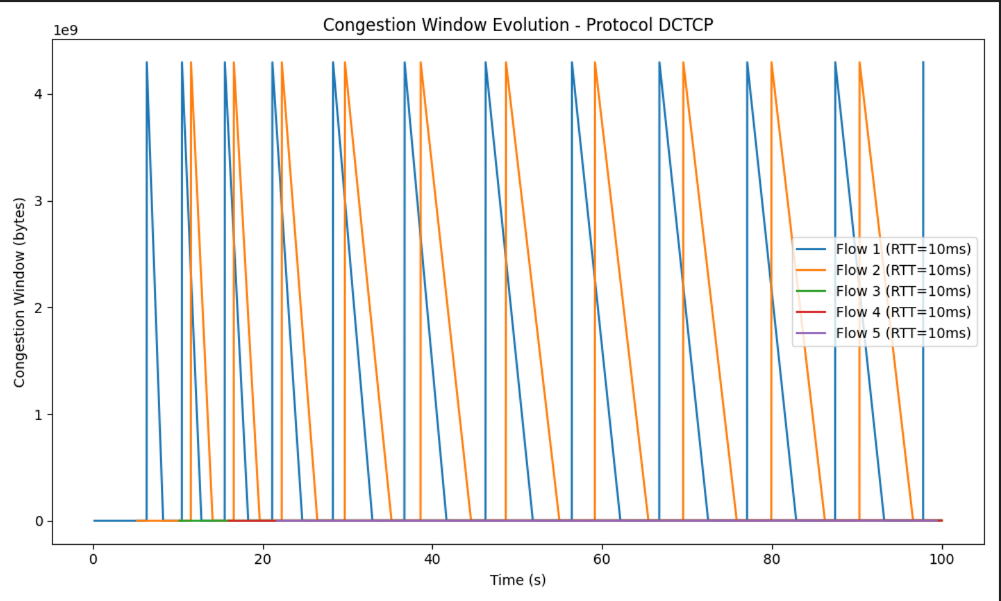 Congestion Window Evolution - Protocol DCTCP
1e9
4
3
2
1
0
Congestion Window (bytes)
Flow 1 (RTT=10ms)
Flow 2 (RTT=10ms)
Flow 3 (RTT=10ms)
Flow 4 (RTT=10ms)
Flow 5 (RTT=10ms)
0 20 40 60 80 100
Time (s)